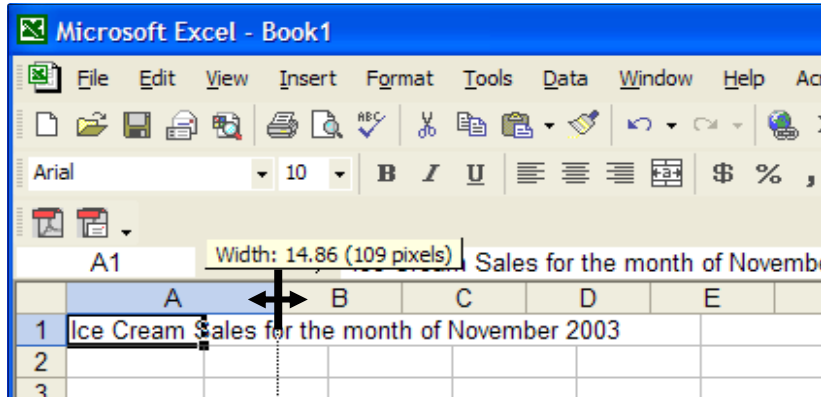 Microsoft Excel - Book1
File Edit View Insert Format Tools Data Window Help
ABC
Arial 10 B I U a $ % ,
Width: 14.86 (109 pixels)
A1 Sales for the month of
A B C D E
1 Ice Cream Sales for the month of November 2003
2
3